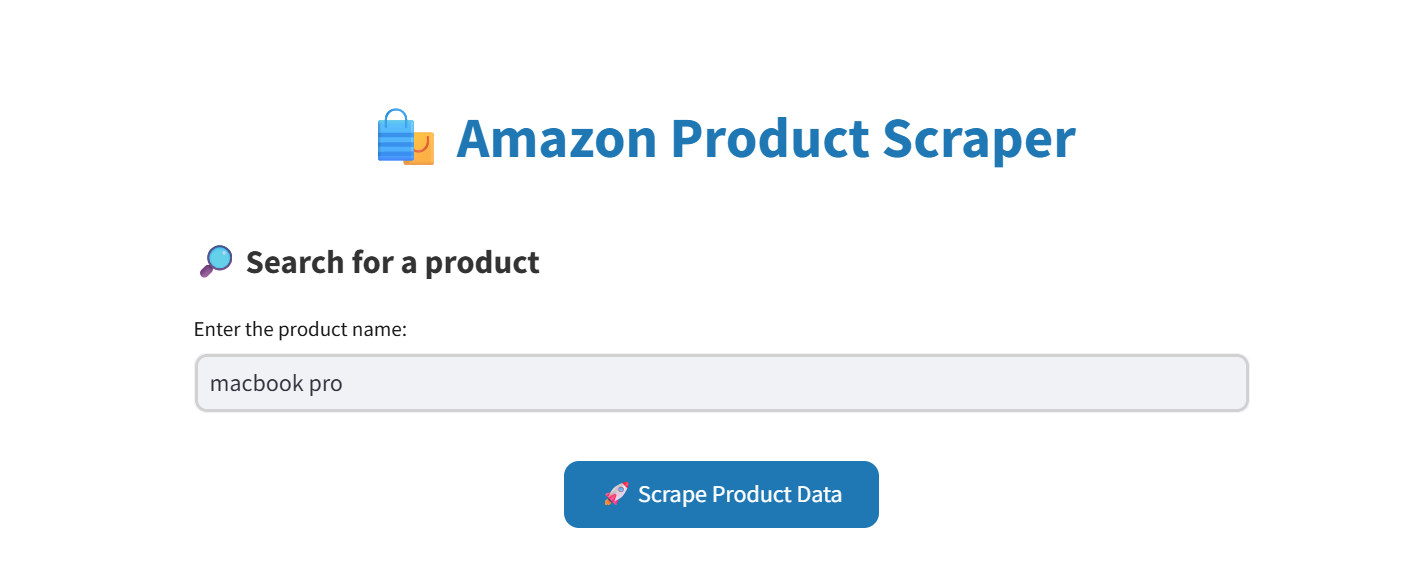 Amazon Product Scraper
Search for a product
Enter the product name:
macbook pro
Scrape Product Data